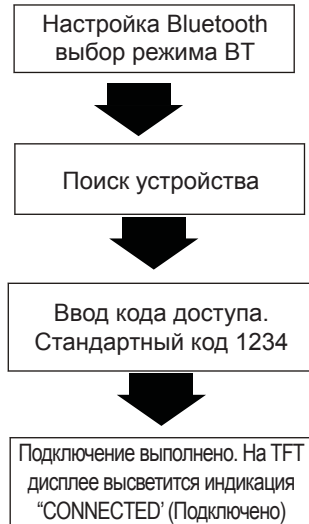 Настройка Bluetooth
выбор режима BT
Поиск устройства
Ввод кода доступа.
Стандартный код 1234
Подключение выполнено. На TFT
дисплее высветится индикация
“CONNECTED’ (Подключено)